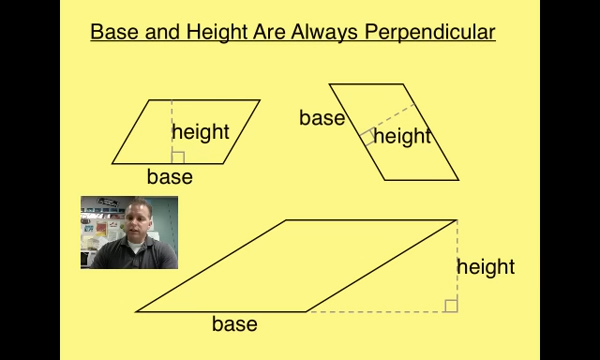 Base and Height Are Always Perpendicular
height
base
base
height
height
base